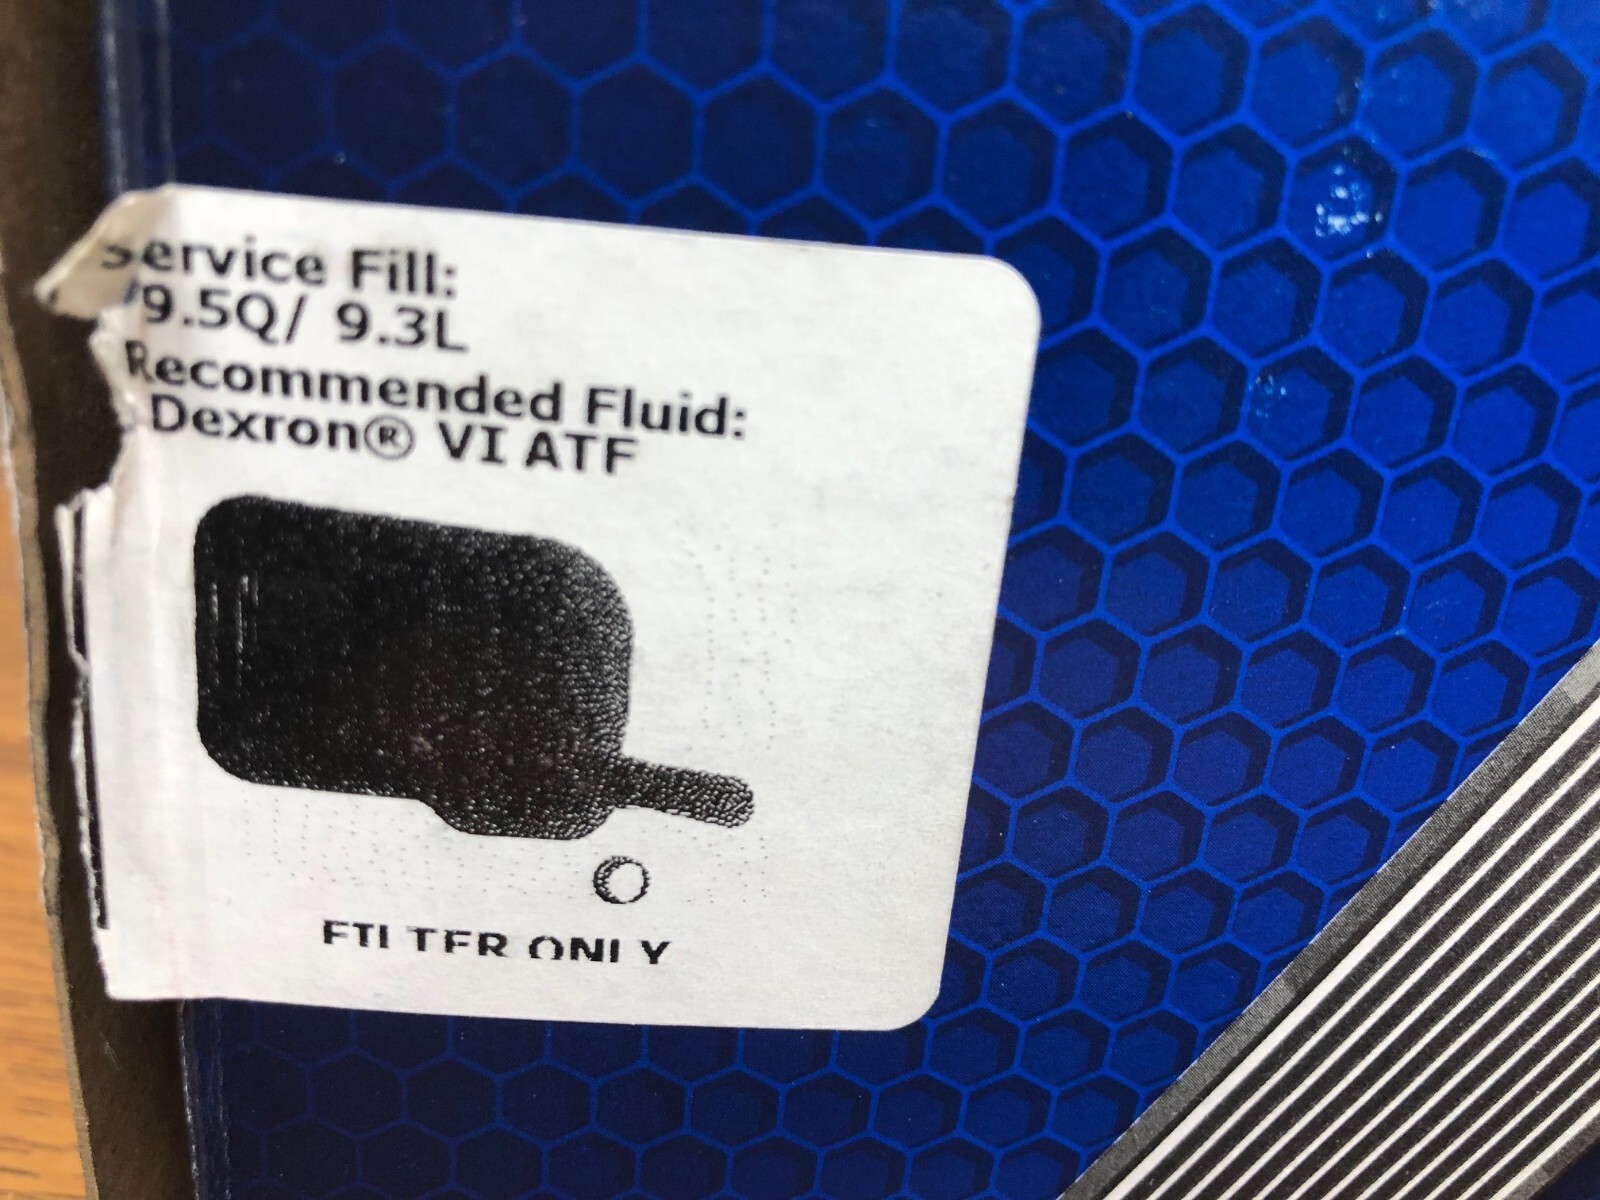 Service Fill:
9.5Q/ 9.3L
Recommended Fluid:
Dexron® VI ATF
FILTER ONLY